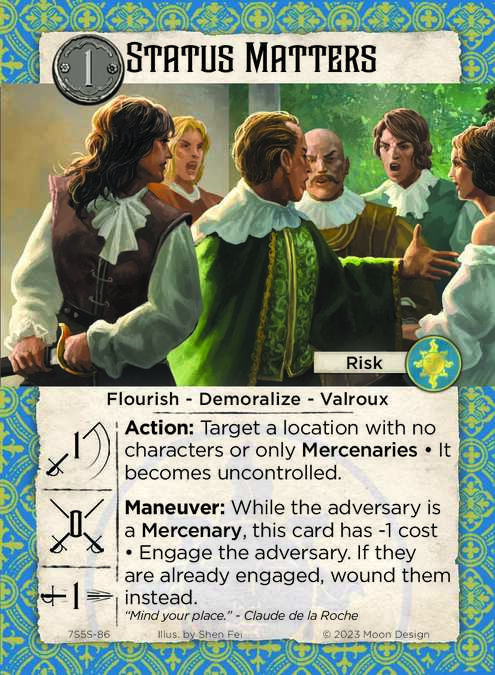 1 Status Matters
Risk
Flourish - Demoralize - Valroux
1
Action: Target a location with no
characters or only Mercenaries • It
becomes uncontrolled.
0
Maneuver: While the adversary is
a Mercenary, this card has -1 cost
• Engage the adversary. If they
are already engaged, wound them
instead.
1
"Mind your place." - Claude de la Roche
7S5S-86 Illus. by Shen Fei © 2023 Moon Design